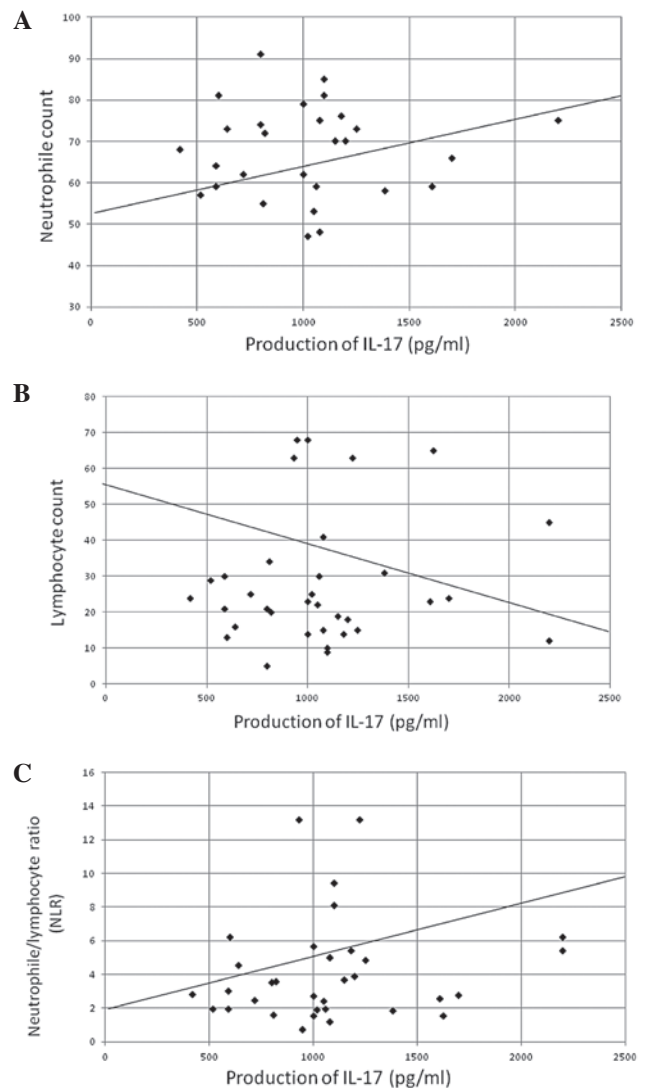 A
100
90
80
70
60
50
40
30
Neutrophile count
0 500 1000 1500 2000 2500
Production of IL-17 (pg/ml)
B
80
70
60
50
40
30
20
10
0
Lymphocyte count
0 500 1000 1500 2000 2500
Production of IL-17 (pg/ml)
C
16
14
12
10
8
6
4
2
0
Neutrophile/lymphocyte ratio
(NLR)
0 500 1000 1500 2000 2500
Production of IL-17 (pg/ml)